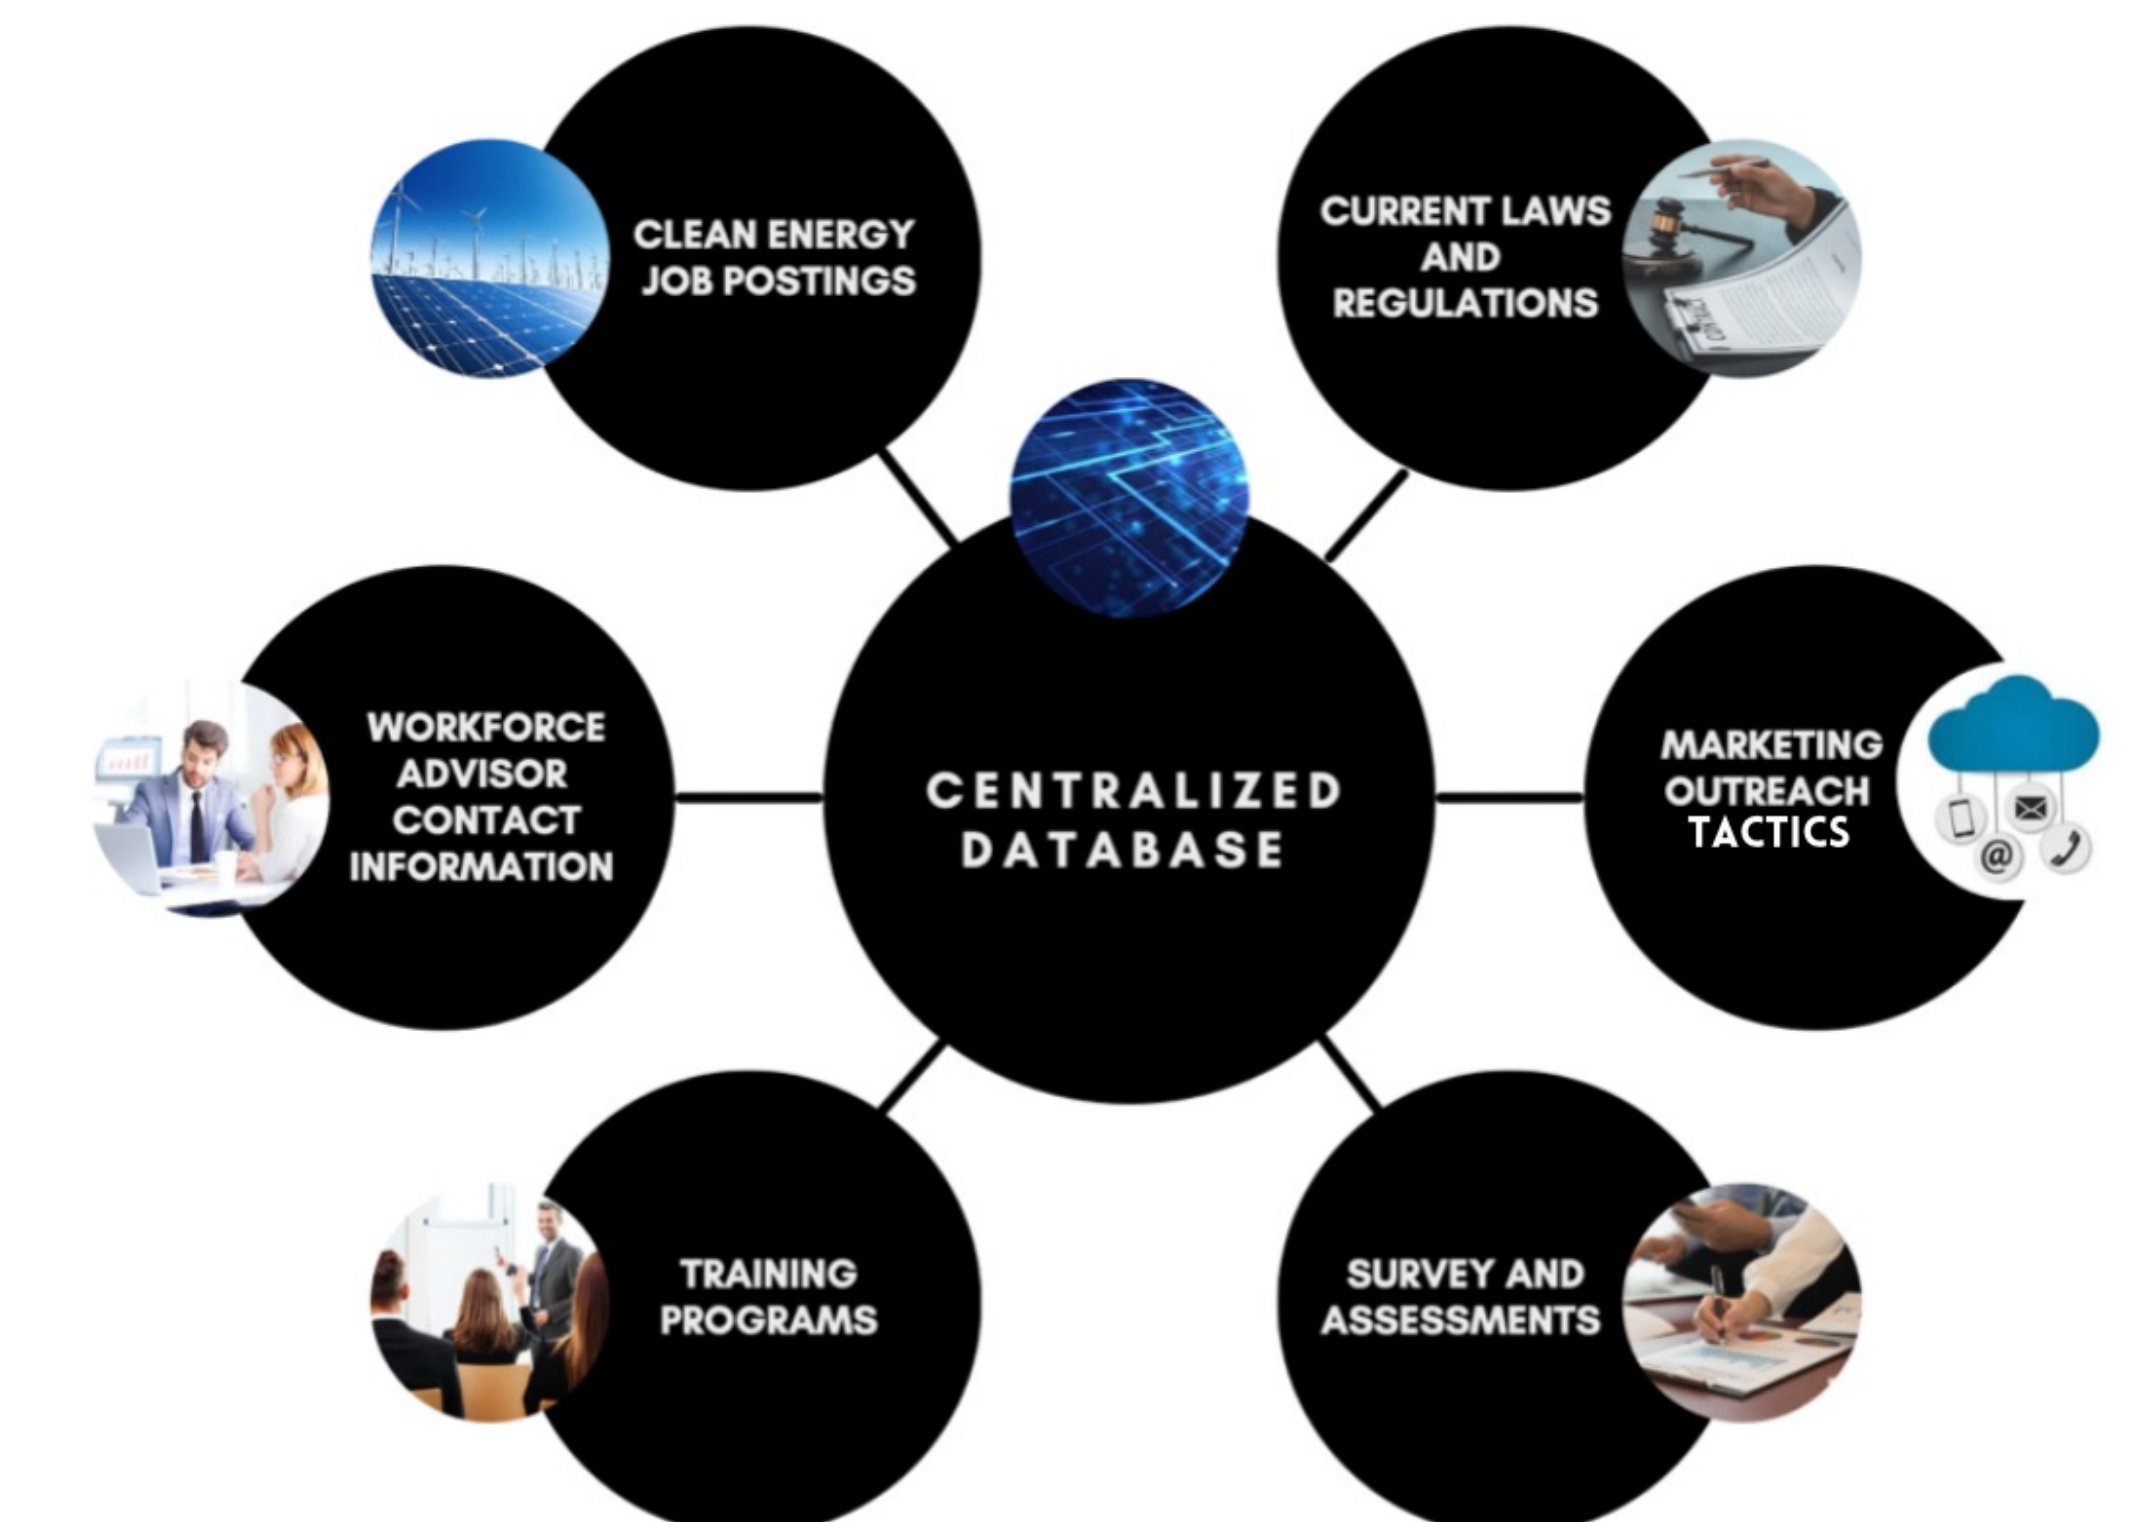 CLEAN ENERGY
JOB POSTINGS
CURRENT LAWS
AND
REGULATIONS
WORKFORCE
ADVISOR
CONTACT
INFORMATION
CENTRALIZED
DATABASE
MARKETING
OUTREACH
TACTICS
@
TRAINING
PROGRAMS
SURVEY AND
ASSESSMENTS